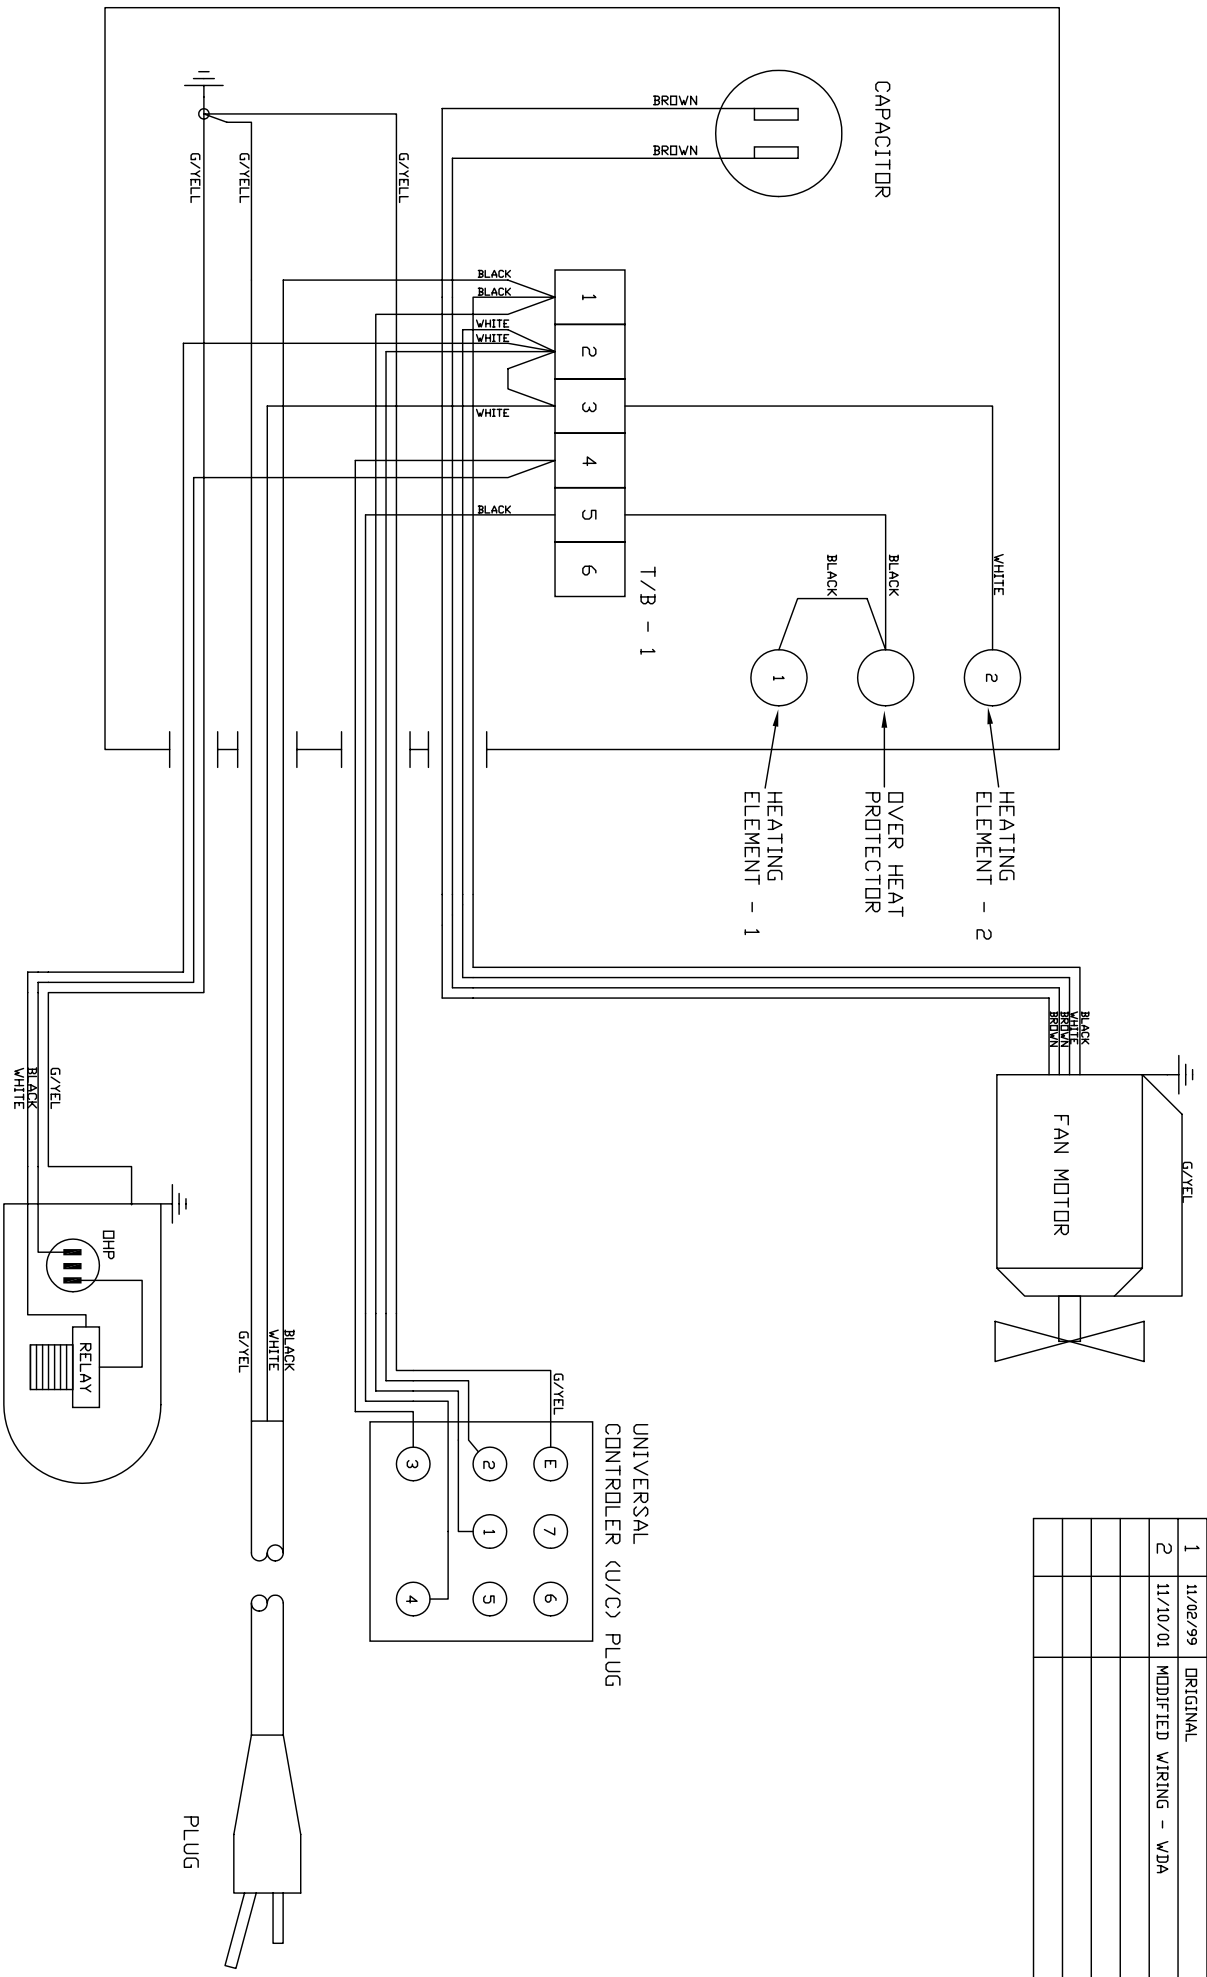 1 11/02/99 ORIGINAL
2 11/10/01 MODIFIED WIRING - WDA
G/YEL
FAN MOTOR
BLACK
WHITE
BROWN
BROWN
HEATING
ELEMENT - 2
OVER HEAT
PROTECTOR
HEATING
ELEMENT - 1
WHITE
2
BLACK
BLACK
1
CAPACITOR
BROWN
BROWN
T/B - 1
1
2
3
4
5
6
BLACK
BLACK
WHITE
WHITE
WHITE
BLACK
UNIVERSAL
CONTROLER (U/C) PLUG
G/YEL
E
7
6
2
1
5
3
4
G/YELL
G/YELL
G/YELL
BLACK
WHITE
G/YEL
PLUG
OHP
RELAY
G/YEL
BLACK
WHITE